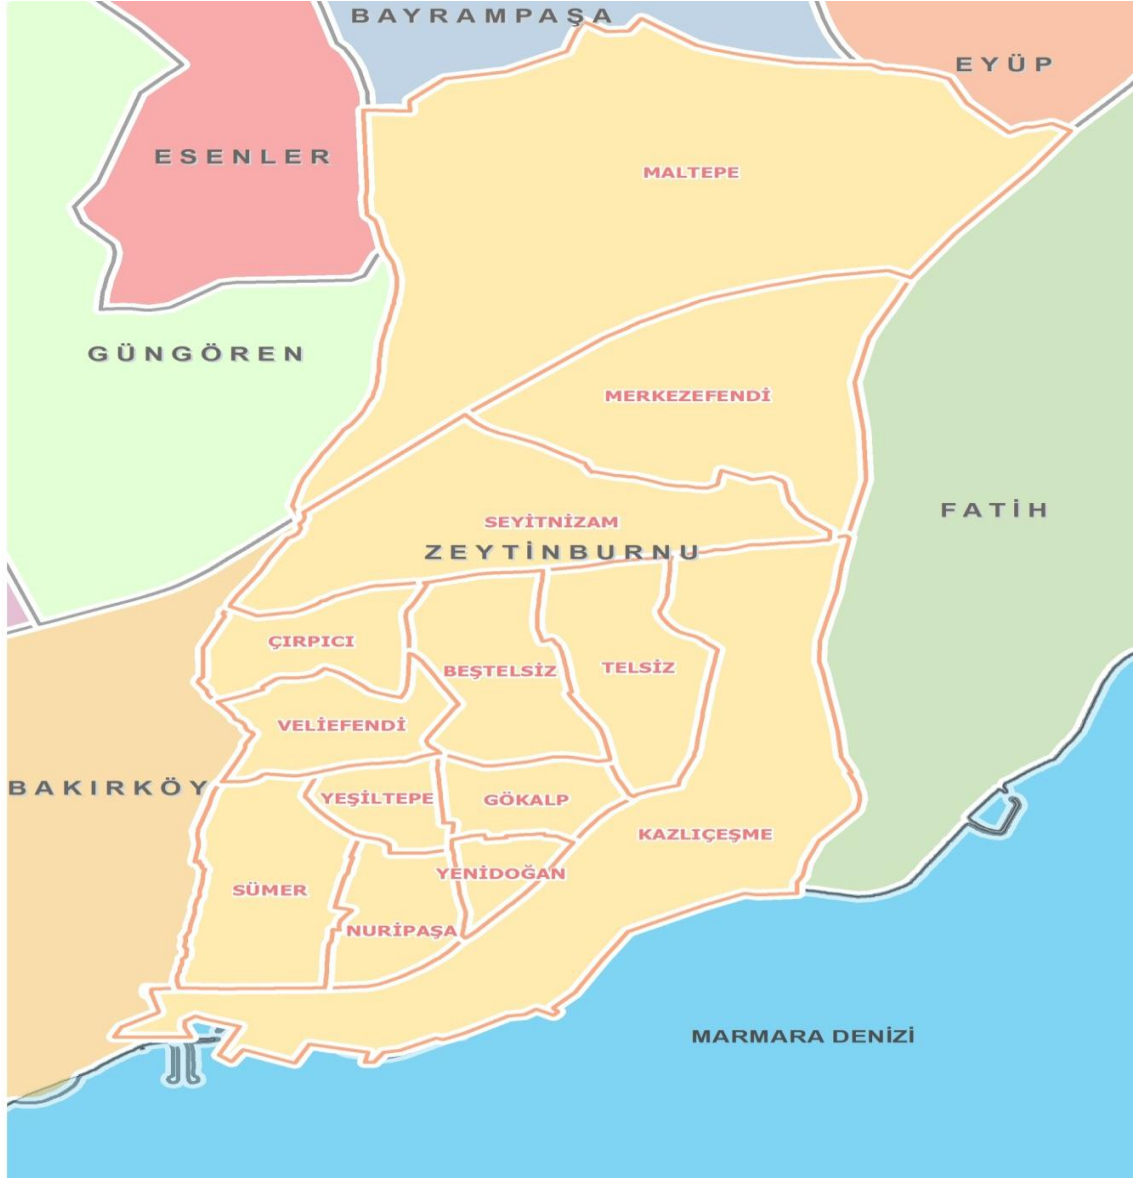 BAYRAMPAŞA
EYÜP
ESENLER
MALTEPE
GÜNGÖREN
MERKEZEFENDİ
FATİH
SEYİTNİZAM
ZEYTİNBURNU
ÇIRPICI
BEŞTELSİZ
TELSİZ
VELİEFENDİ
BAKIRKÖY
YEŞİLTEPE
GÖKALP
KAZLIÇEŞME
YENİDOĞAN
SÜMER
NURİPAŞA
MARMARA DENİZİ